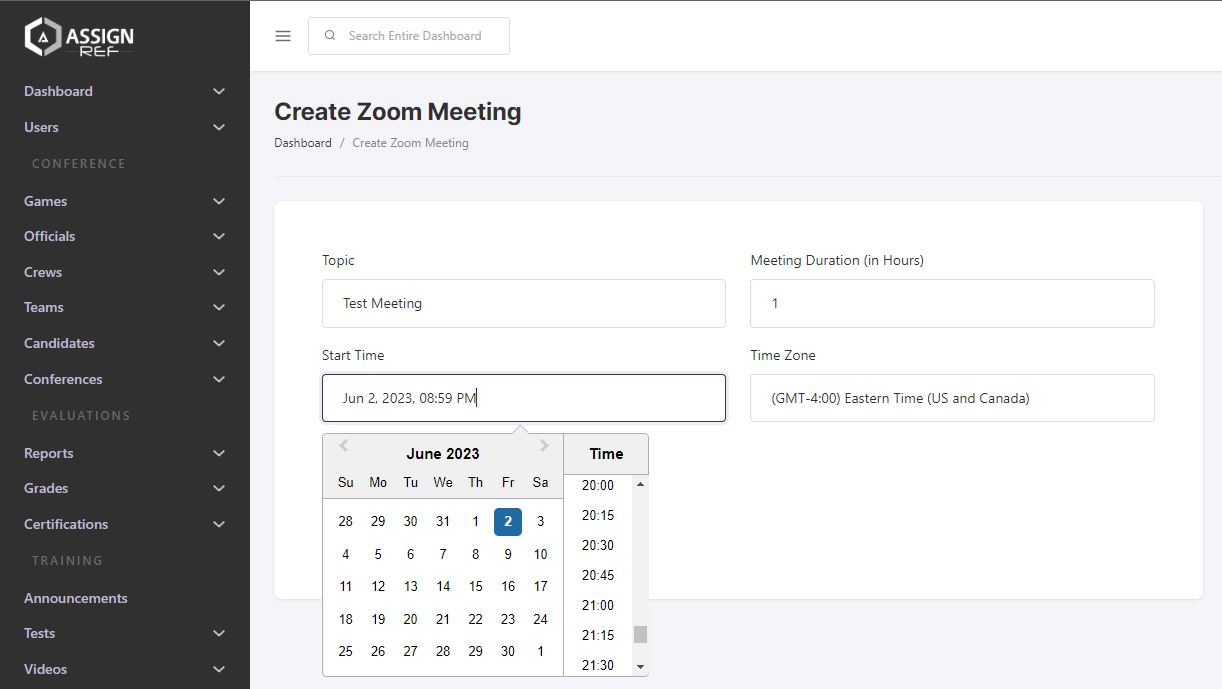 ASSIGN
REF
Dashboard
Users
CONFERENCE
Games
Officials
Crews
Teams
Candidates
Conferences
EVALUATIONS
Reports
Grades
Certifications
TRAINING
Announcements
Tests
Videos
Search Entire Dashboard
Create Zoom Meeting
Dashboard / Create Zoom Meeting
Topic
Test Meeting
Meeting Duration (in Hours)
1
Start Time
Jun 2, 2023, 08:59 PM
Time Zone
(GMT-4:00) Eastern Time (US and Canada)
June 2023
Su Mo Tu We Th Fr Sa
28 29 30 31 1 2 3
4 5 6 7 8 9 10
11 12 13 14 15 16 17
18 19 20 21 22 23 24
25 26 27 28 29 30 1
Time
20:00
20:15
20:30
20:45
21:00
21:15
21:30